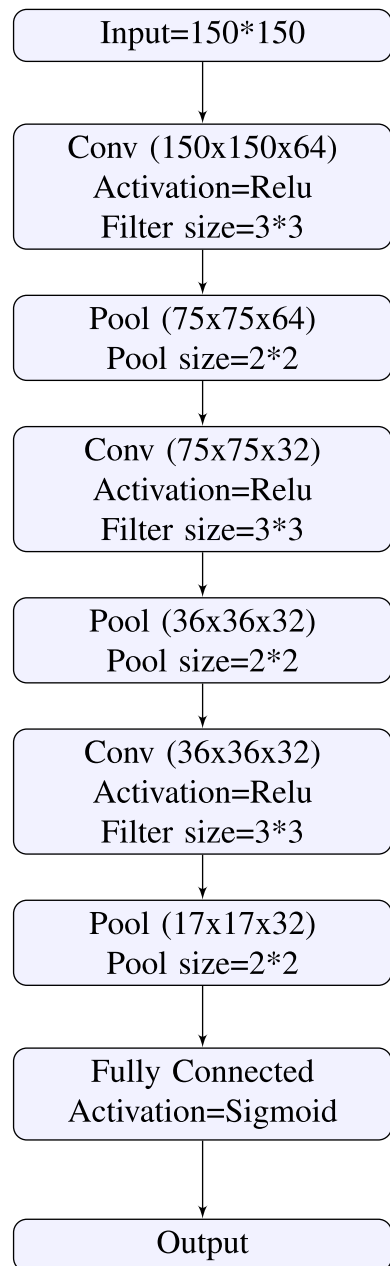 Input=150*150
Conv (150x150x64)
Activation=Relu
Filter size=3*3
Pool (75x75x64)
Pool size=2*2
Conv (75x75x32)
Activation=Relu
Filter size=3*3
Pool (36x36x32)
Pool size=2*2
Conv (36x36x32)
Activation=Relu
Filter size=3*3
Pool (17x17x32)
Pool size=2*2
Fully Connected
Activation=Sigmoid
Output